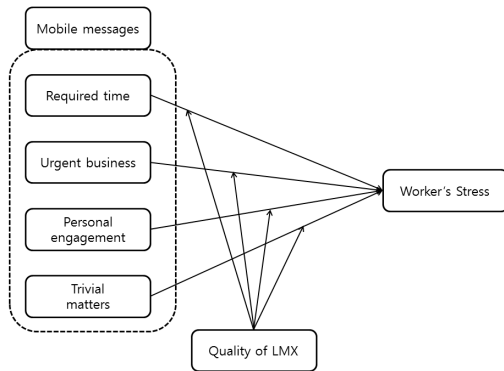 Mobile messages
Required time
Urgent business
Personal
engagement
Trivial
matters
Worker's Stress
Quality of LMX